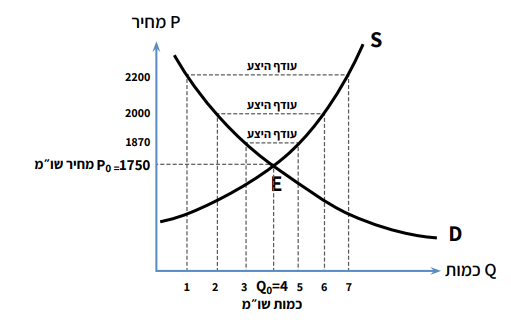 מחיר P
S
2200
עודף היצע
2000
עודף היצע
1870
עודף היצע
מחיר שו״מ P₀ =1750
E
D
כמות Q
1 2 3 Q₀=4 5 6 7
כמות שו״מ